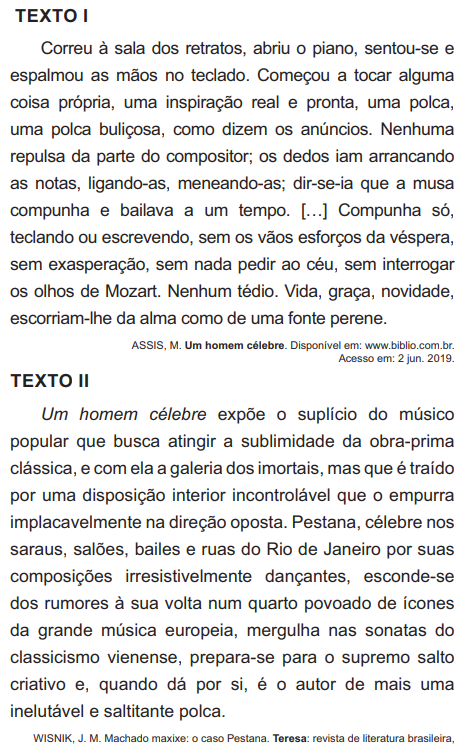 TEXTO I
Correu à sala dos retratos, abriu o piano, sentou-se e
espalmou as mãos no teclado. Começou a tocar alguma
coisa própria, uma inspiração real e pronta, uma polca,
uma polca buliçosa, como dizem os anúncios. Nenhuma
repulsa da parte do compositor; os dedos iam arrancando
as notas, ligando-as, meneando-as; dir-se-ia que a musa
compunha e bailava a um tempo. […] Compunha só,
teclando ou escrevendo, sem os vãos esforços da véspera,
sem exasperação, sem nada pedir ao céu, sem interrogar
os olhos de Mozart. Nenhum tédio. Vida, graça, novidade,
escorriam-lhe da alma como de uma fonte perene.
ASSIS, M. Um homem célebre. Disponível em: www.biblio.com.br.
Acesso em: 2 jun. 2019.
TEXTO II
Um homem célebre expõe o suplício do músico
popular que busca atingir a sublimidade da obra-prima
clássica, e com ela a galeria dos imortais, mas que é traído
por uma disposição interior incontrolável que o empurra
implacavelmente na direção oposta. Pestana, célebre nos
saraus, salões, bailes e ruas do Rio de Janeiro por suas
composições irresistivelmente dançantes, esconde-se
dos rumores à sua volta num quarto povoado de ícones
da grande música europeia, mergulha nas sonatas do
classicismo vienense, prepara-se para o supremo salto
criativo e, quando dá por si, é o autor de mais uma
inelutável e saltitante polca.
WISNIK, J. M. Machado maxixe: o caso Pestana. Teresa: revista de literatura brasileira,